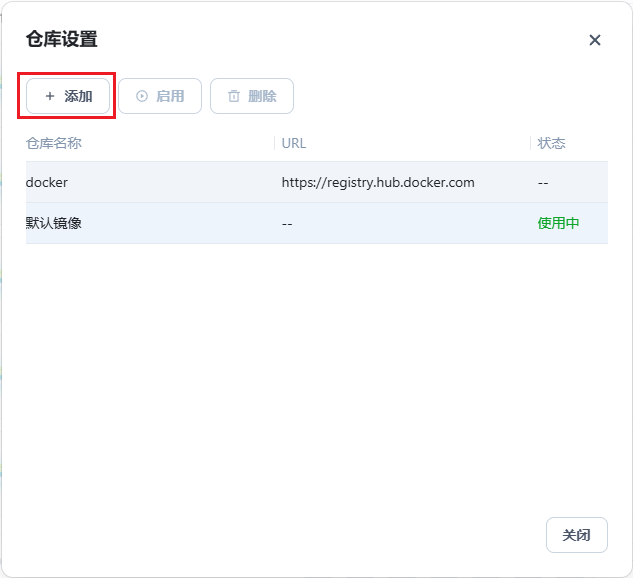 仓库设置
添加 启用 删除
仓库名称 URL 状态
docker https://registry.hub.docker.com --
默认镜像 -- 使用中
关闭